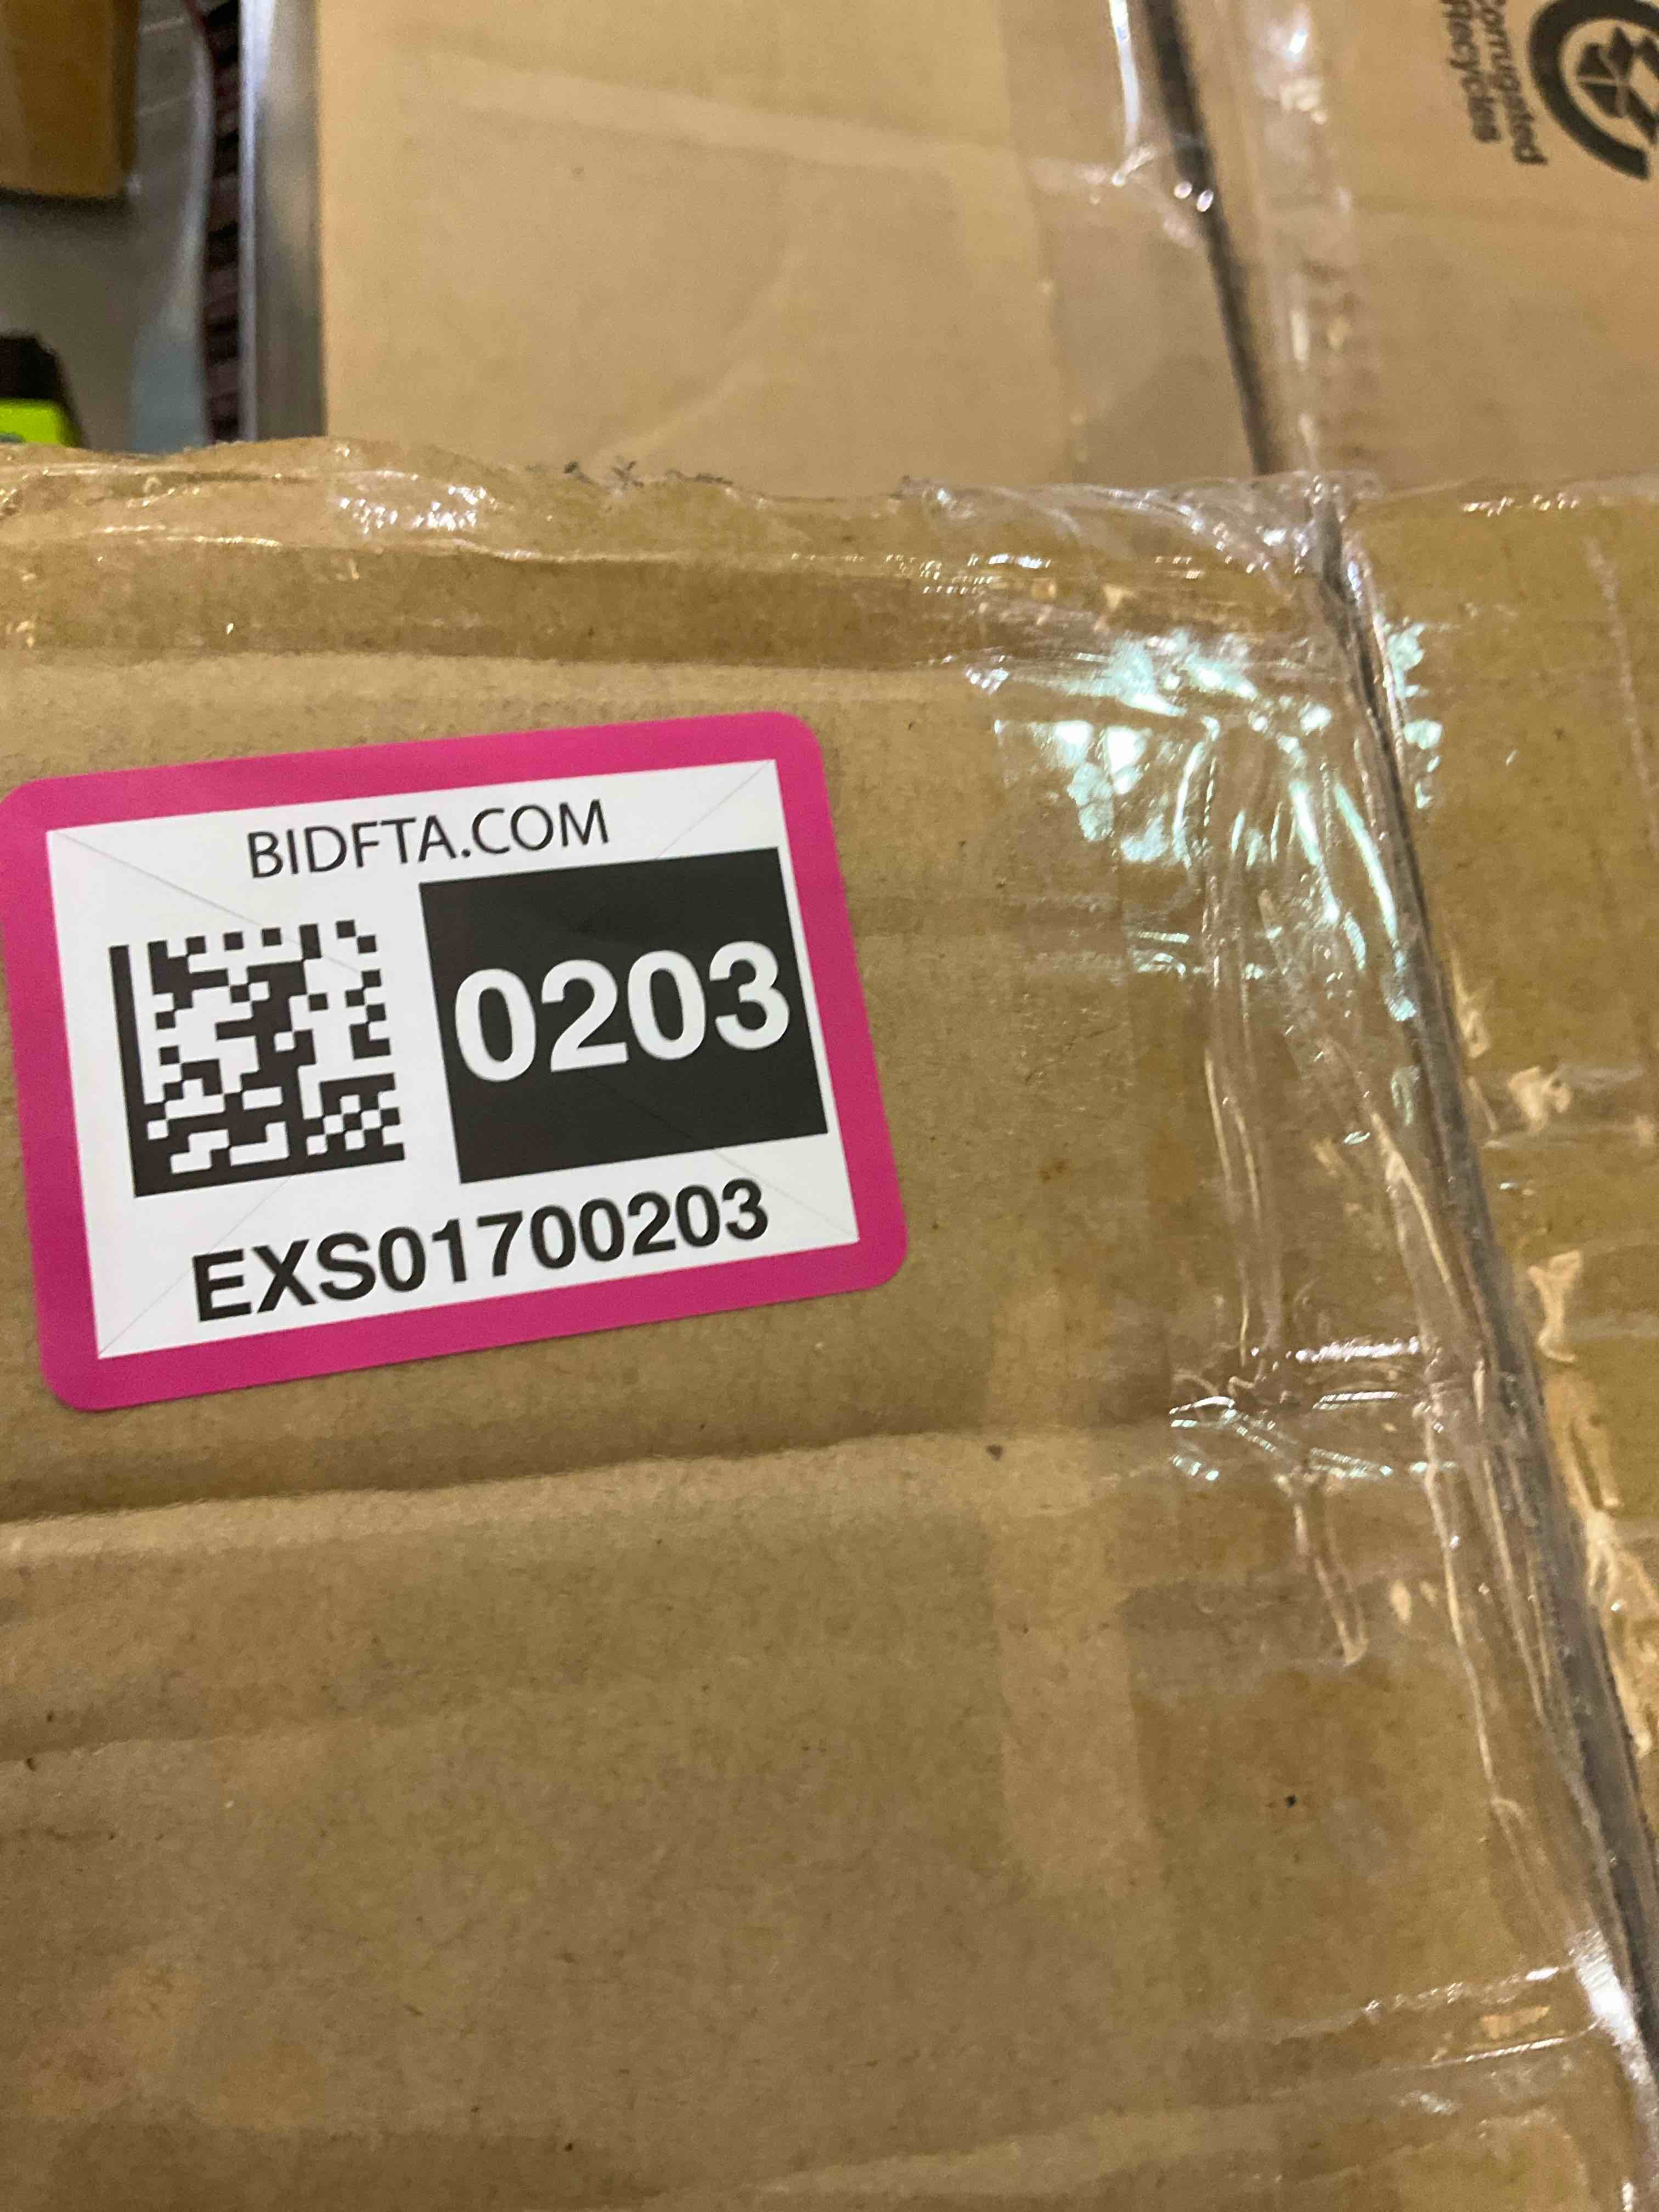 Corrugated
Recycles
BIDFTA.COM
0203
EXS01700203